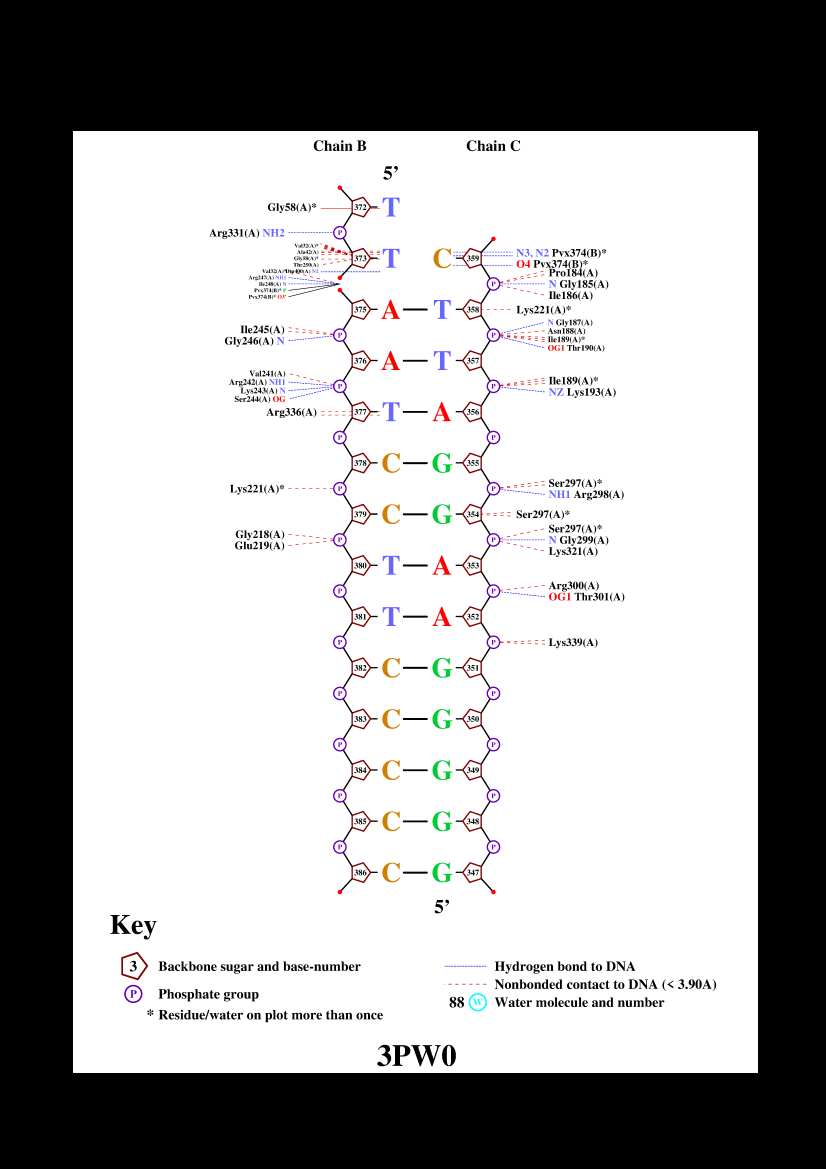 Chain B Chain C
5’
Gly58(A)* 372 T
Arg331(A) NH2 P
Val32(A)*
Ala42(A)
Gly58(A)*
Thr250(A)
373 T C 359 N3, N2 Pvx374(B)*
O4 Pvx374(B)*
Arg247(A) NH1
Ile248(A) N
Pvx374(B)* P
Pvx374(B)* O3'
P Pro184(A)
N Gly185(A)
Ile186(A)
375 A T 358 Lys221(A)*
Ile245(A)
Gly246(A) N
P P N Gly187(A)
Asn188(A)
Ile189(A)*
OG1 Thr190(A)
376 A T 357
Val241(A)
Arg242(A) NH1
Lys243(A) N
Ser244(A) OG
P P Ile189(A)*
NZ Lys193(A)
Arg336(A) 377 T A 356
P P
378 C G 355
Lys221(A)* P P Ser297(A)*
NH1 Arg298(A)
379 C G 354 Ser297(A)*
Gly218(A)
Glu219(A)
P P Ser297(A)*
N Gly299(A)
Lys321(A)
380 T A 353
P P Arg300(A)
OG1 Thr301(A)
381 T A 352
P P Lys339(A)
382 C G 351
P P
383 C G 350
P P
384 C G 349
P P
385 C G 348
P P
386 C G 347
5’
Key
3 Backbone sugar and base-number
P Phosphate group
* Residue/water on plot more than once
Hydrogen bond to DNA
Nonbonded contact to DNA (< 3.90A)
88 W Water molecule and number
3PW0